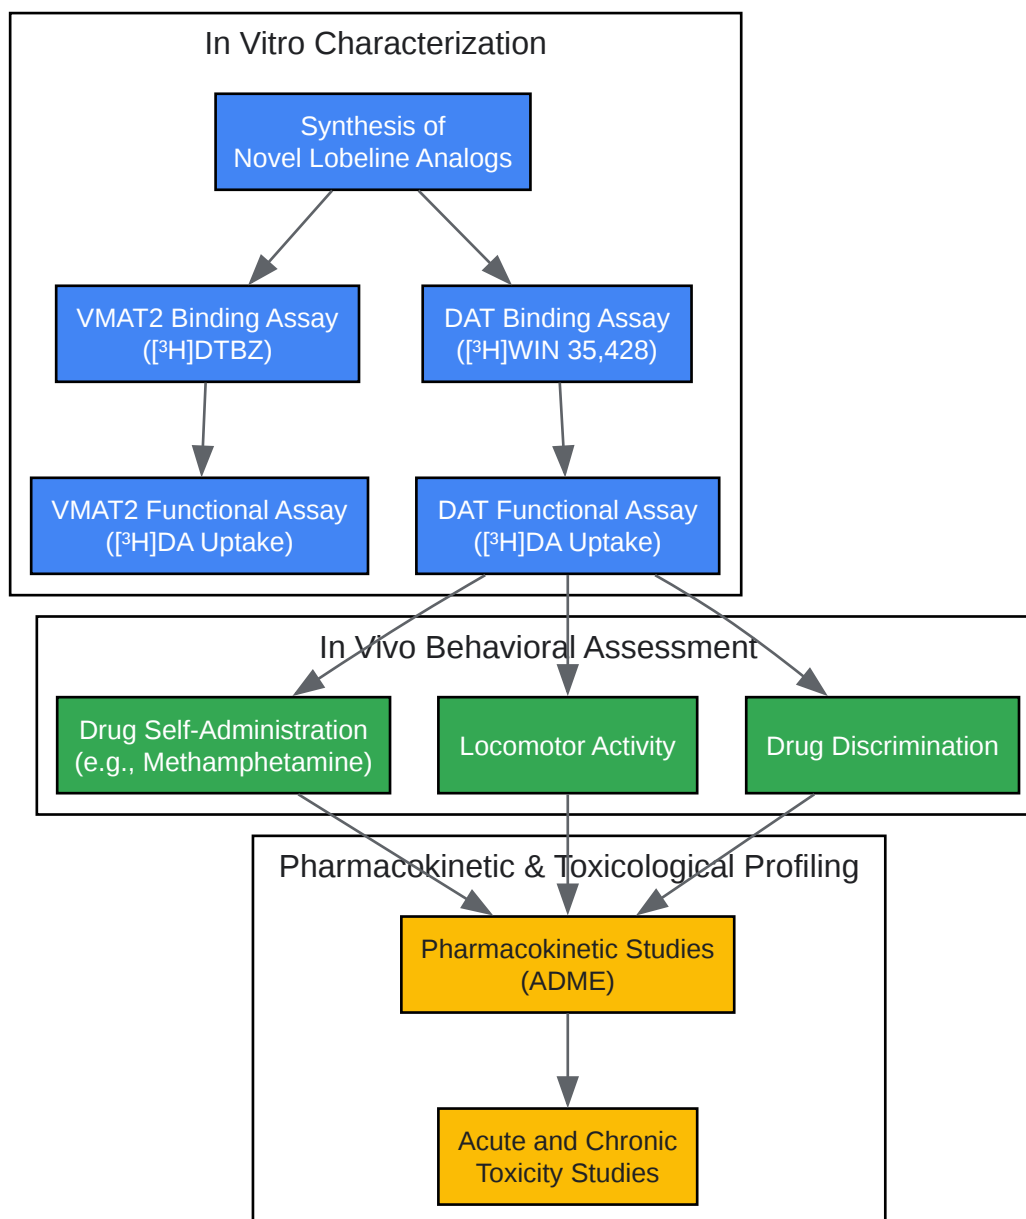 In Vitro Characterization
Synthesis of
Novel Lobeline Analogs
VMAT2 Binding Assay
([³H]DTBZ)
DAT Binding Assay
([³H]WIN 35,428)
VMAT2 Functional Assay
([³H]DA Uptake)
DAT Functional Assay
([³H]DA Uptake)
In Vivo Behavioral Assessment
Drug Self-Administration
(e.g., Methamphetamine)
Locomotor Activity
Drug Discrimination
Pharmacokinetic & Toxicological Profiling
Pharmacokinetic Studies
(ADME)
Acute and Chronic
Toxicity Studies